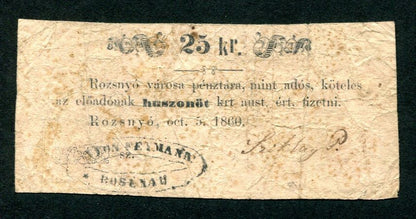 25 kr.
Rozsnyó városa pénztára, mint adós, köteles
az előadónak huszonöt krt aust. ért. fizetni.
Rozsnyó, oct. 5. 1860.
SZ.
ROSENAU